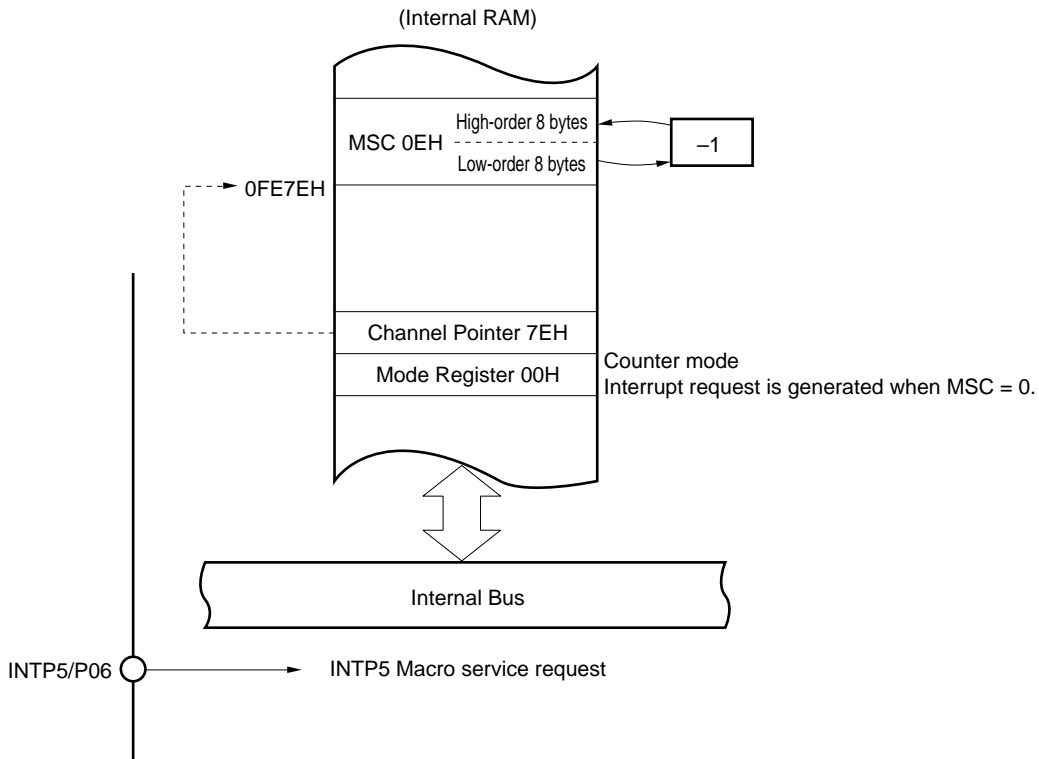 (Internal RAM)
High-order 8 bytes
MSC 0EH
–1
Low-order 8 bytes
0FE7EH
Channel Pointer 7EH
Mode Register 00H
Counter mode
Interrupt request is generated when MSC = 0.
Internal Bus
INTP5/P06
INTP5 Macro service request